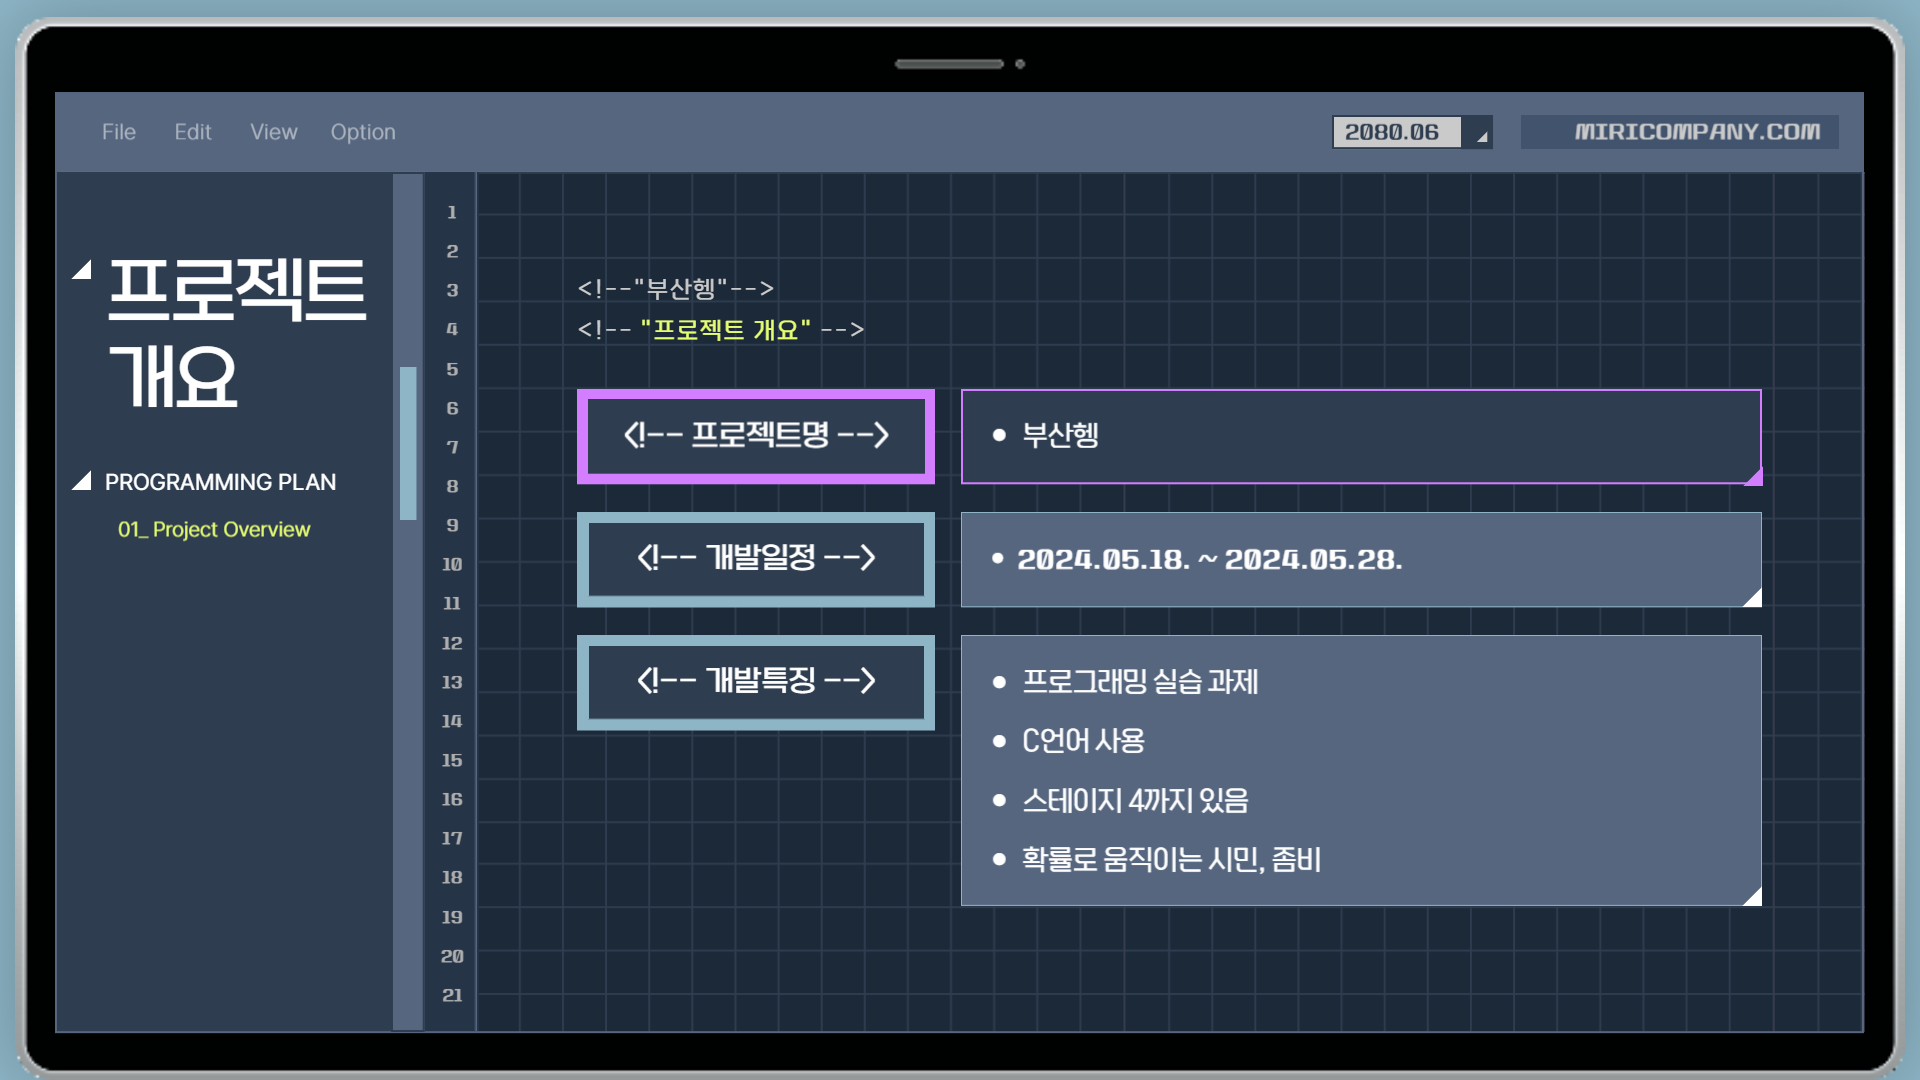 File Edit View Option
2080.06
MIRICOMPANY.COM
프로젝트
개요
PROGRAMMING PLAN
01_ Project Overview
1
2
3
4
5
6
7
8
9
10
11
12
13
14
15
16
17
18
19
20
21
<!--"부산헹"-->
<!-- "프로젝트 개요" -->
<!-- 프로젝트명 -->
• 부산헹
<!-- 개발일정 -->
• 2024.05.18. ~ 2024.05.28.
<!-- 개발특징 -->
• 프로그래밍 실습 과제
• C언어 사용
• 스테이지 4까지 있음
• 확률로 움직이는 시민, 좀비